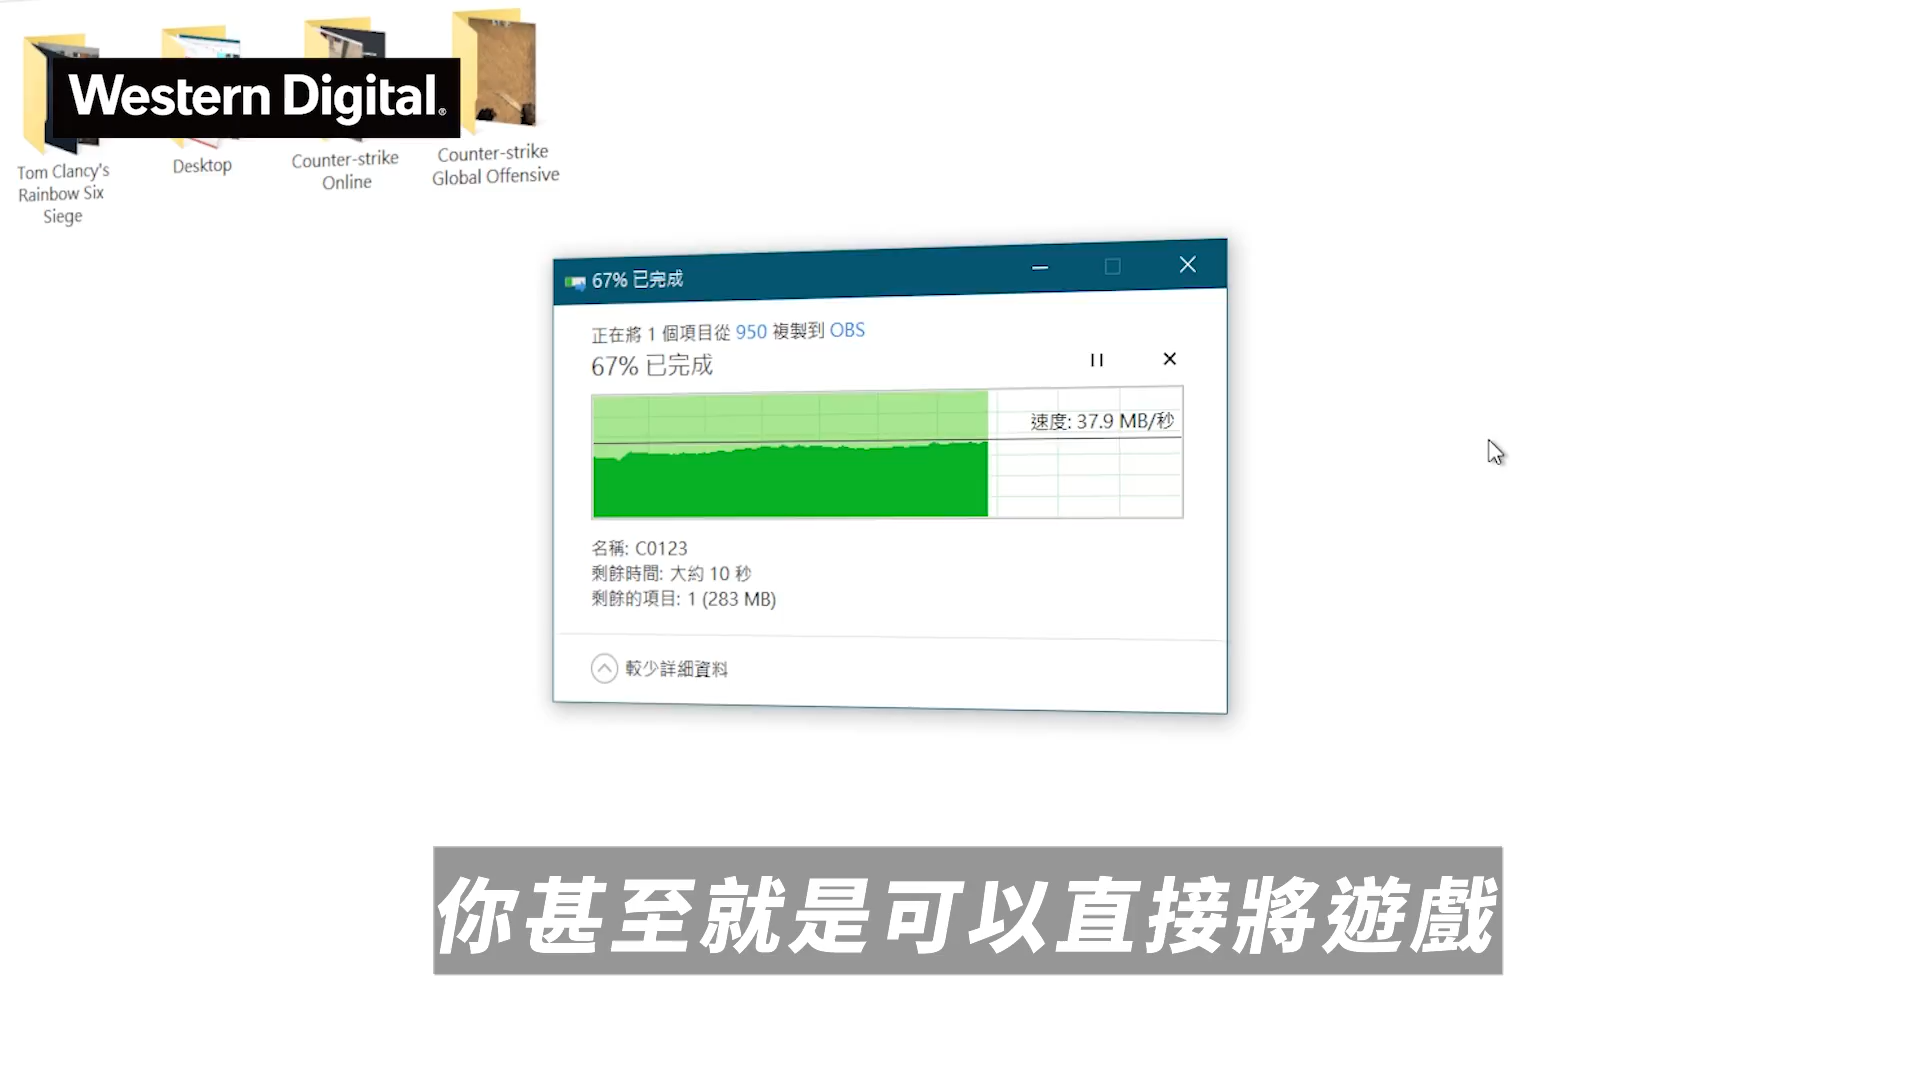 Western Digital®
Tom Clancy's
Rainbow Six
Siege
Desktop
Counter-strike
Online
Counter-strike
Global Offensive
67% 已完成
正在將 1 個項目從 950 複製到 OBS
67% 已完成
速度: 37.9 MB/秒
名稱: C0123
剩餘時間: 大約 10 秒
剩餘的項目: 1 (283 MB)
較少詳細資料
你甚至就是可以直接將遊戲